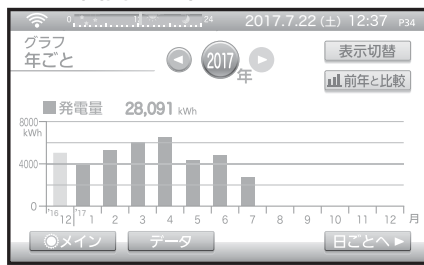 0 12 24 2017.7.22 (土) 12:37 P34
グラフ
年ごと
2017 年
表示切替
前年と比較
発電量 28,091 kWh
8000
kWh
4000
0
'16 12 '17 1 2 3 4 5 6 7 8 9 10 11 12 月
メイン データ 日ごとへ